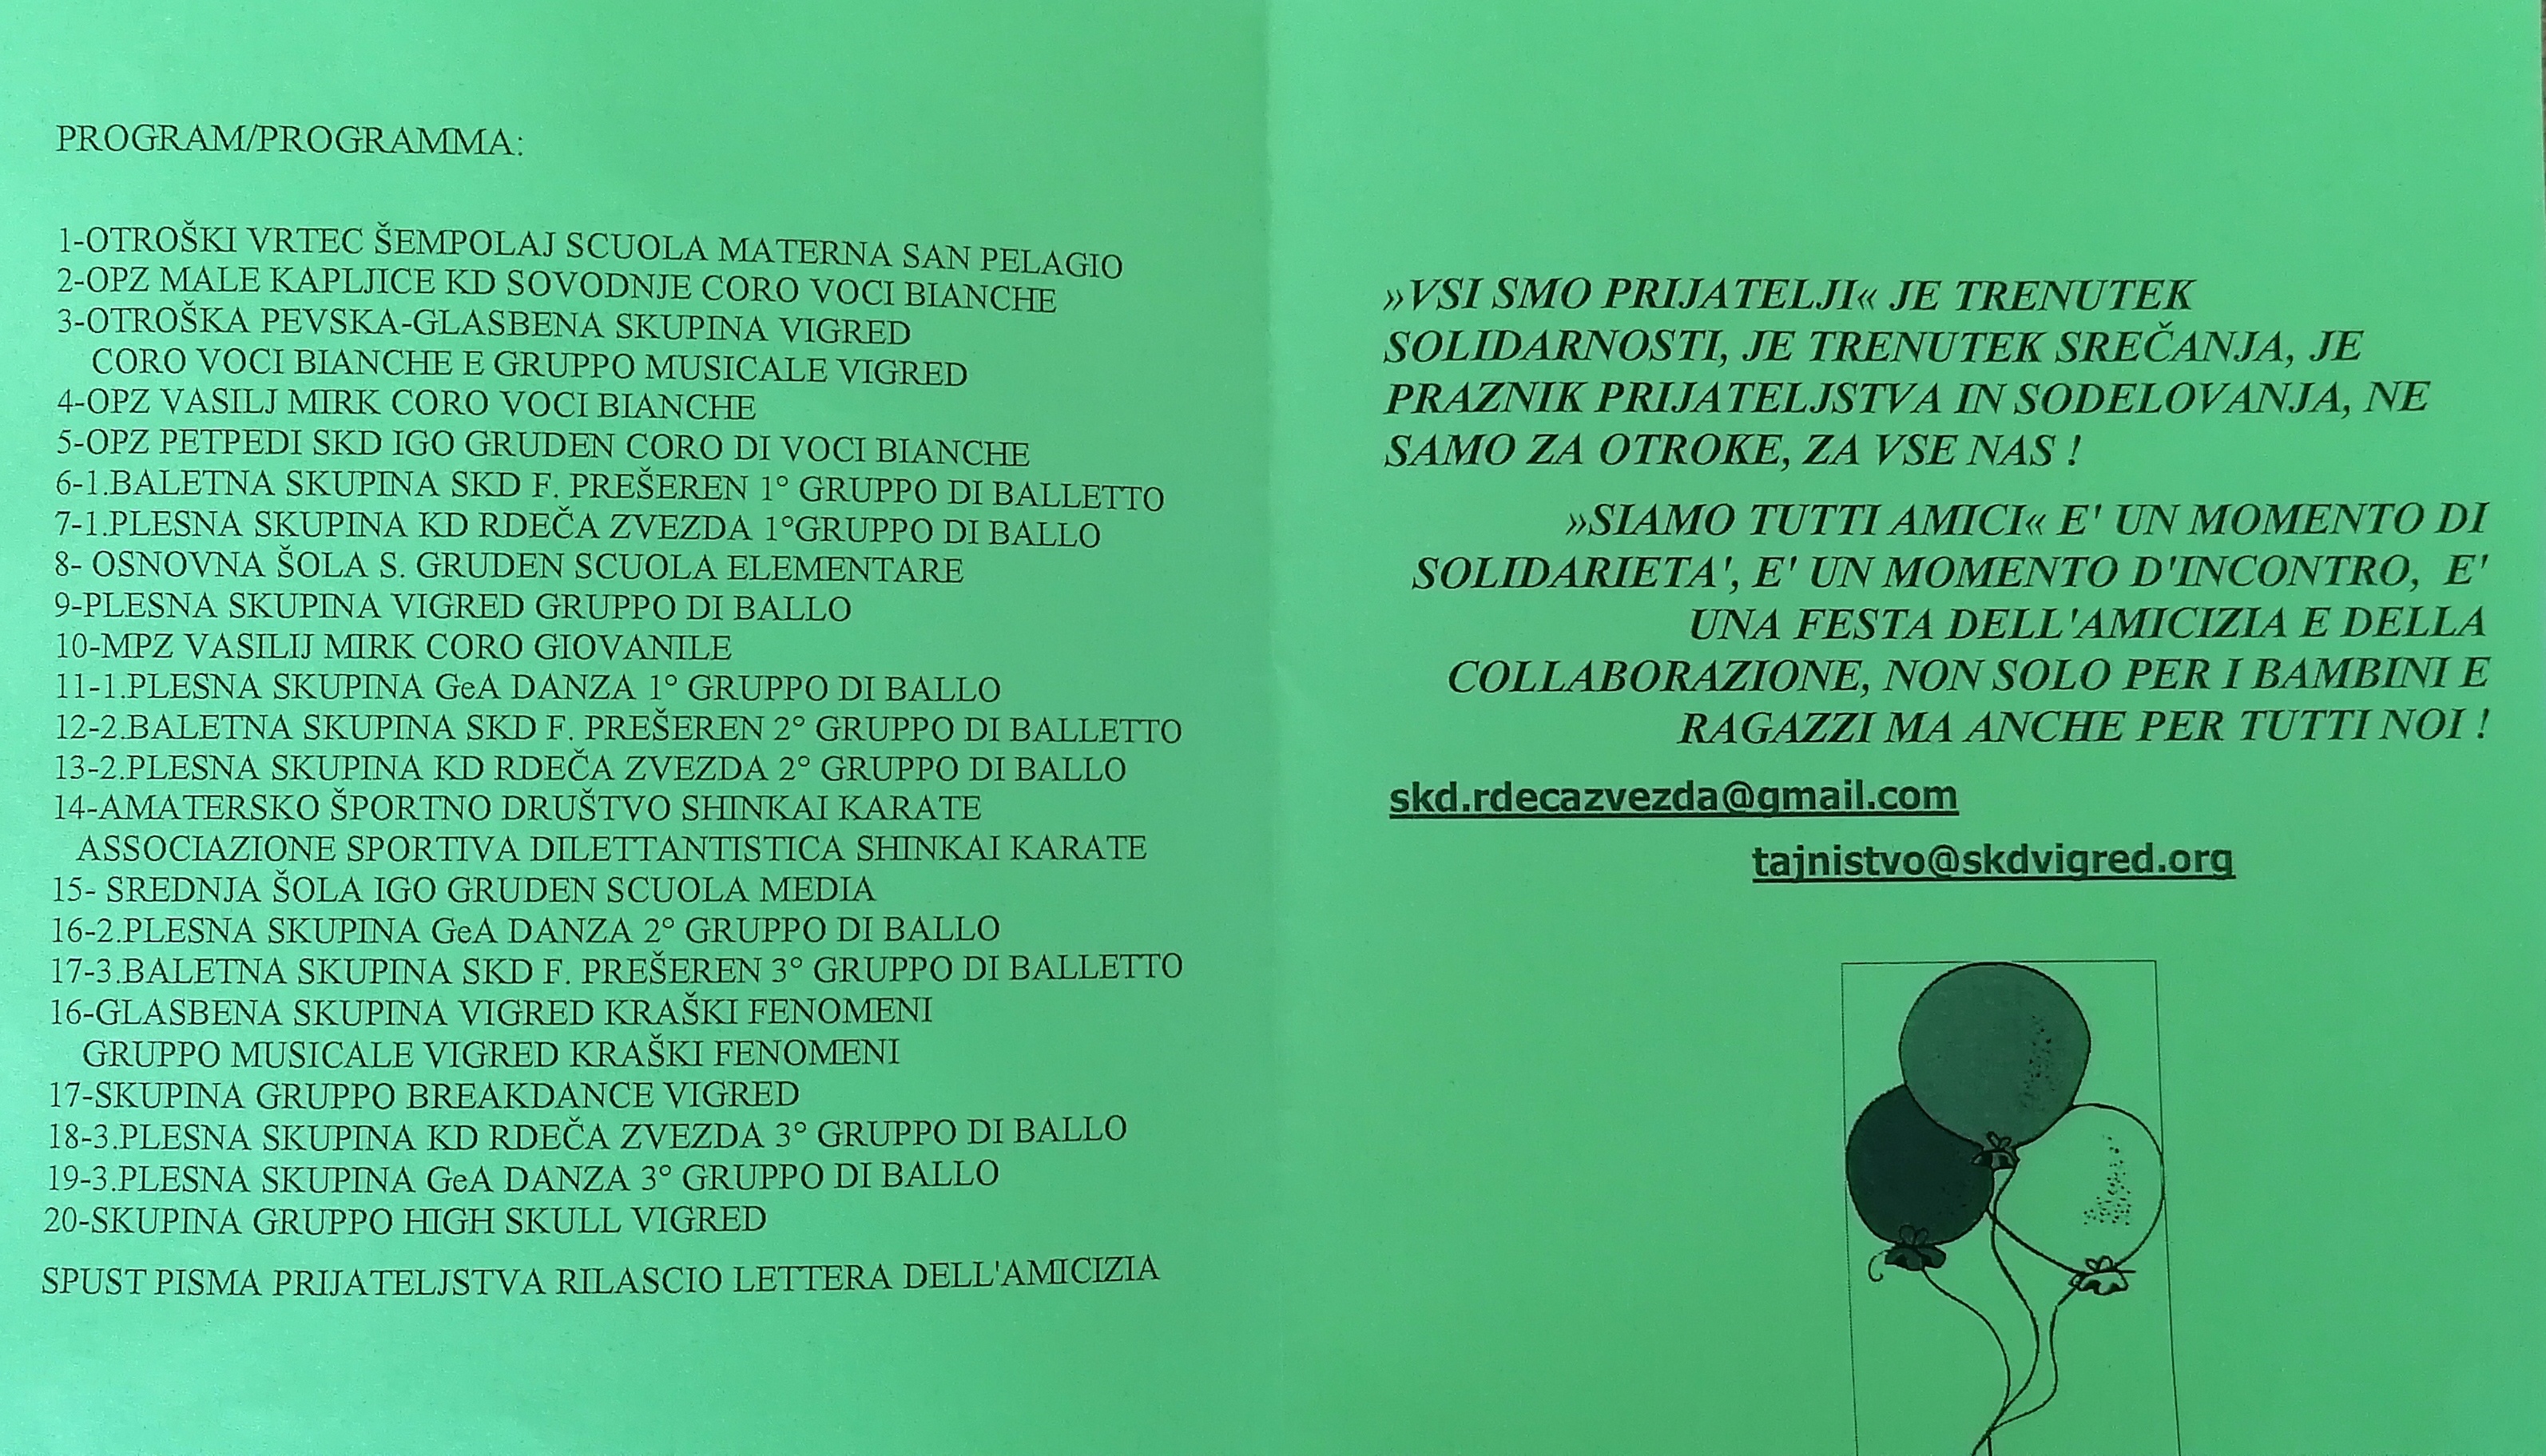 PROGRAM/PROGRAMMA:
1-OTROŠKI VRTEC ŠEMPOLAJ SCUOLA MATERNA SAN PELAGIO
2-OPZ MALE KAPLJICE KD SOVODNJE CORO VOCI BIANCHE
3-OTROŠKA PEVSKA-GLASBENA SKUPINA VIGRED
CORO VOCI BIANCHE E GRUPPO MUSICALE VIGRED
4-OPZ VASILJ MIRK CORO VOCI BIANCHE
5-OPZ PETPEDI SKD IGO GRUDEN CORO DI VOCI BIANCHE
6-1.BALETNA SKUPINA SKD F. PREŠEREN 1° GRUPPO DI BALLETTO
7-1.PLESNA SKUPINA KD RDEČA ZVEZDA 1°GRUPPO DI BALLO
8- OSNOVNA ŠOLA S. GRUDEN SCUOLA ELEMENTARE
9-PLESNA SKUPINA VIGRED GRUPPO DI BALLO
10-MPZ VASILIJ MIRK CORO GIOVANILE
11-1.PLESNA SKUPINA GeA DANZA 1° GRUPPO DI BALLO
12-2.BALETNA SKUPINA SKD F. PREŠEREN 2° GRUPPO DI BALLETTO
13-2.PLESNA SKUPINA KD RDEČA ZVEZDA 2° GRUPPO DI BALLO
14-AMATERSKO ŠPORTNO DRUŠTVO SHINKAI KARATE
ASSOCIAZIONE SPORTIVA DILETTANTISTICA SHINKAI KARATE
15- SREDNJA ŠOLA IGO GRUDEN SCUOLA MEDIA
16-2.PLESNA SKUPINA GeA DANZA 2° GRUPPO DI BALLO
17-3.BALETNA SKUPINA SKD F. PREŠEREN 3° GRUPPO DI BALLETTO
16-GLASBENA SKUPINA VIGRED KRAŠKI FENOMENI
GRUPPO MUSICALE VIGRED KRAŠKI FENOMENI
17-SKUPINA GRUPPO BREAKDANCE VIGRED
18-3.PLESNA SKUPINA KD RDEČA ZVEZDA 3° GRUPPO DI BALLO
19-3.PLESNA SKUPINA GeA DANZA 3° GRUPPO DI BALLO
20-SKUPINA GRUPPO HIGH SKULL VIGRED
SPUST PISMA PRIJATELJSTVA RILASCIO LETTERA DELL'AMICIZIA
»VSI SMO PRIJATELJI« JE TRENUTEK
SOLIDARNOSTI, JE TRENUTEK SREČANJA, JE
PRAZNIK PRIJATELJSTVA IN SODELOVANJA, NE
SAMO ZA OTROKE, ZA VSE NAS !
»SIAMO TUTTI AMICI« E' UN MOMENTO DI
SOLIDARIETA', E' UN MOMENTO D'INCONTRO, E'
UNA FESTA DELL'AMICIZIA E DELLA
COLLABORAZIONE, NON SOLO PER I BAMBINI E
RAGAZZI MA ANCHE PER TUTTI NOI !
skd.rdecazvezda@gmail.com
tajnistvo@skdvigred.org